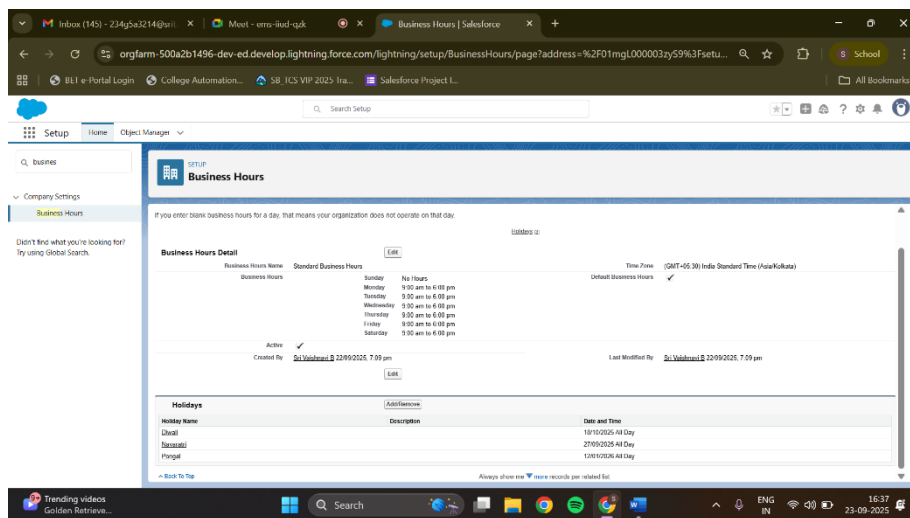 Inbox (145) - 234g5a3214@srit.
Meet - ems-iiud-qzk
Business Hours | Salesforce
orgfarm-500a2b1496-dev-ed.develop.lightning.force.com/lightning/setup/BusinessHours/page?address=%2F01mgL000003zyS9%3Fsetu...
School
BET e-Portal Login
College Automation...
SB_TCS VIP 2025 Tra...
Salesforce Project I...
All Bookmarks
Search Setup
Setup
Home
Object Manager
busines
Company Settings
Business Hours
Didn't find what you're looking for?
Try using Global Search.
SETUP
Business Hours
If you enter blank business hours for a day, that means your organization does not operate on that day.
Holidays [3]
Business Hours Detail
Edit
Business Hours Name Standard Business Hours
Time Zone (GMT+05:30) India Standard Time (Asia/Kolkata)
Business Hours
Sunday No Hours
Monday 9:00 am to 6:00 pm
Tuesday 9:00 am to 6:00 pm
Wednesday 9:00 am to 6:00 pm
Thursday 9:00 am to 6:00 pm
Friday 9:00 am to 6:00 pm
Saturday 9:00 am to 6:00 pm
Default Business Hours ✓
Active ✓
Created By Sri Vaishnavi B 22/09/2025, 7:09 pm
Last Modified By Sri Vaishnavi B 22/09/2025, 7:09 pm
Edit
Holidays
Add/Remove
Holiday Name Description Date and Time
Diwali 18/10/2025 All Day
Navaratri 27/09/2025 All Day
Pongal 12/01/2026 All Day
Back To Top
Always show me more records per related list
Trending videos
Golden Retrieve...
Search
ENG
IN
16:37
23-09-2025